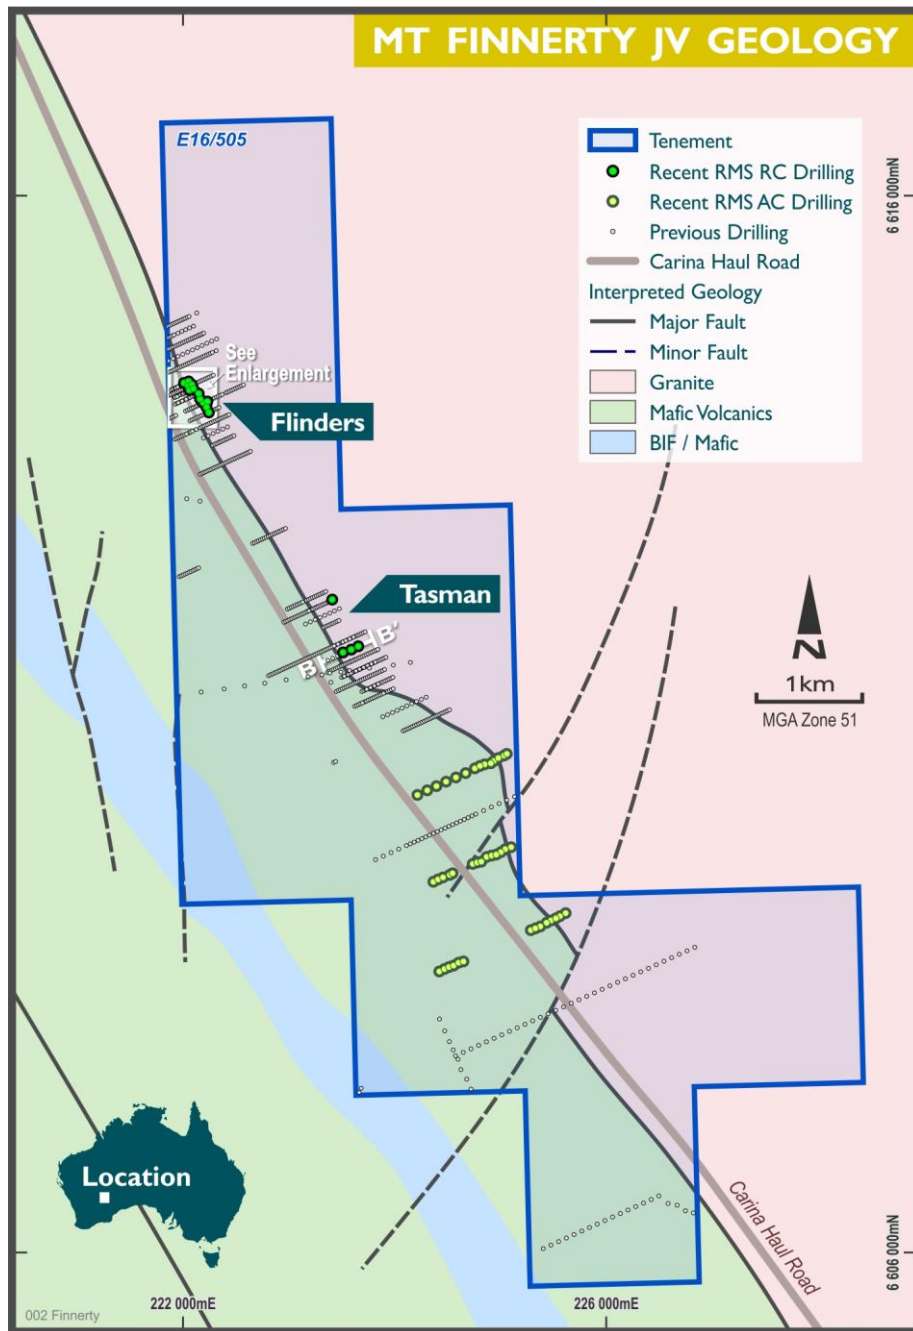 MT FINNERTY JV GEOLOGY
E16/505
Tenement
Recent RMS RC Drilling
Recent RMS AC Drilling
Previous Drilling
Carina Haul Road
Interpreted Geology
Major Fault
Minor Fault
Granite
Mafic Volcanics
BIF / Mafic
6 616 000mN
See
Enlargement
Flinders
Tasman
B
B'
N
1km
MGA Zone 51
Location
Carina Haul Road
6 606 000mN
222 000mE
226 000mE
002 Finnerty